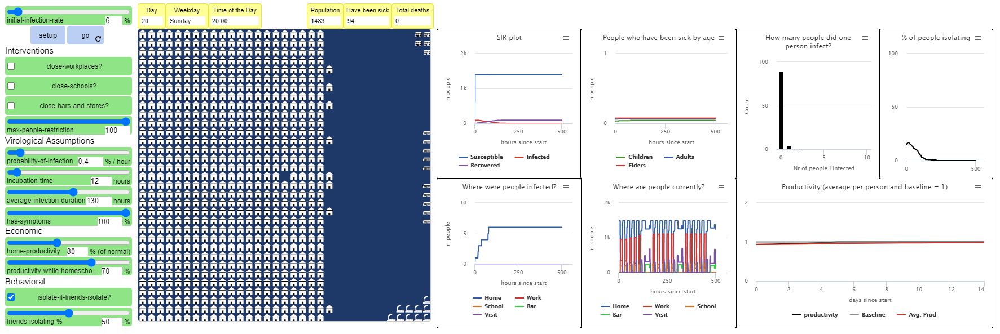 initial-infection-rate 6 %
setup go
Interventions
close-workplaces?
close-schools?
close-bars-and-stores?
max-people-restriction 100
Virological Assumptions
probability-of-infection 0,4 % / hour
incubation-time 12 hours
average-infection-duration 130 hours
has-symptoms 100 %
Economic
home-productivity 80 % (of normal)
productivity-while-homescho... 70 %
Behavioral
isolate-if-friends-isolate?
friends-isolating-% 50 %
Day Weekday Time of the Day Population Have been sick Total deaths
20 Sunday 20:00 1483 94 0
SIR plot
2k
1k
0
n people
0 500
hours since start
Susceptible Infected
Recovered
People who have been sick by age
1
0
n people
0 250 500
hours since start
Children Adults
Elders
How many people did one
person infect?
100
50
0
Count
0 5 10
Nr of people I infected
% of people isolating
100
50
0
0 500
Where were people infected?
10
5
0
n people
0 250 500
hours since start
Home Work
School Bar
Visit
Where are people currently?
2k
1k
0
n people
0 250 500
hours since start
Home Work School
Bar Visit
Productivity (average per person and baseline = 1)
2
1
0
0 2 4 6 8 10 12 14
days since start
productivity Baseline Avg. Prod